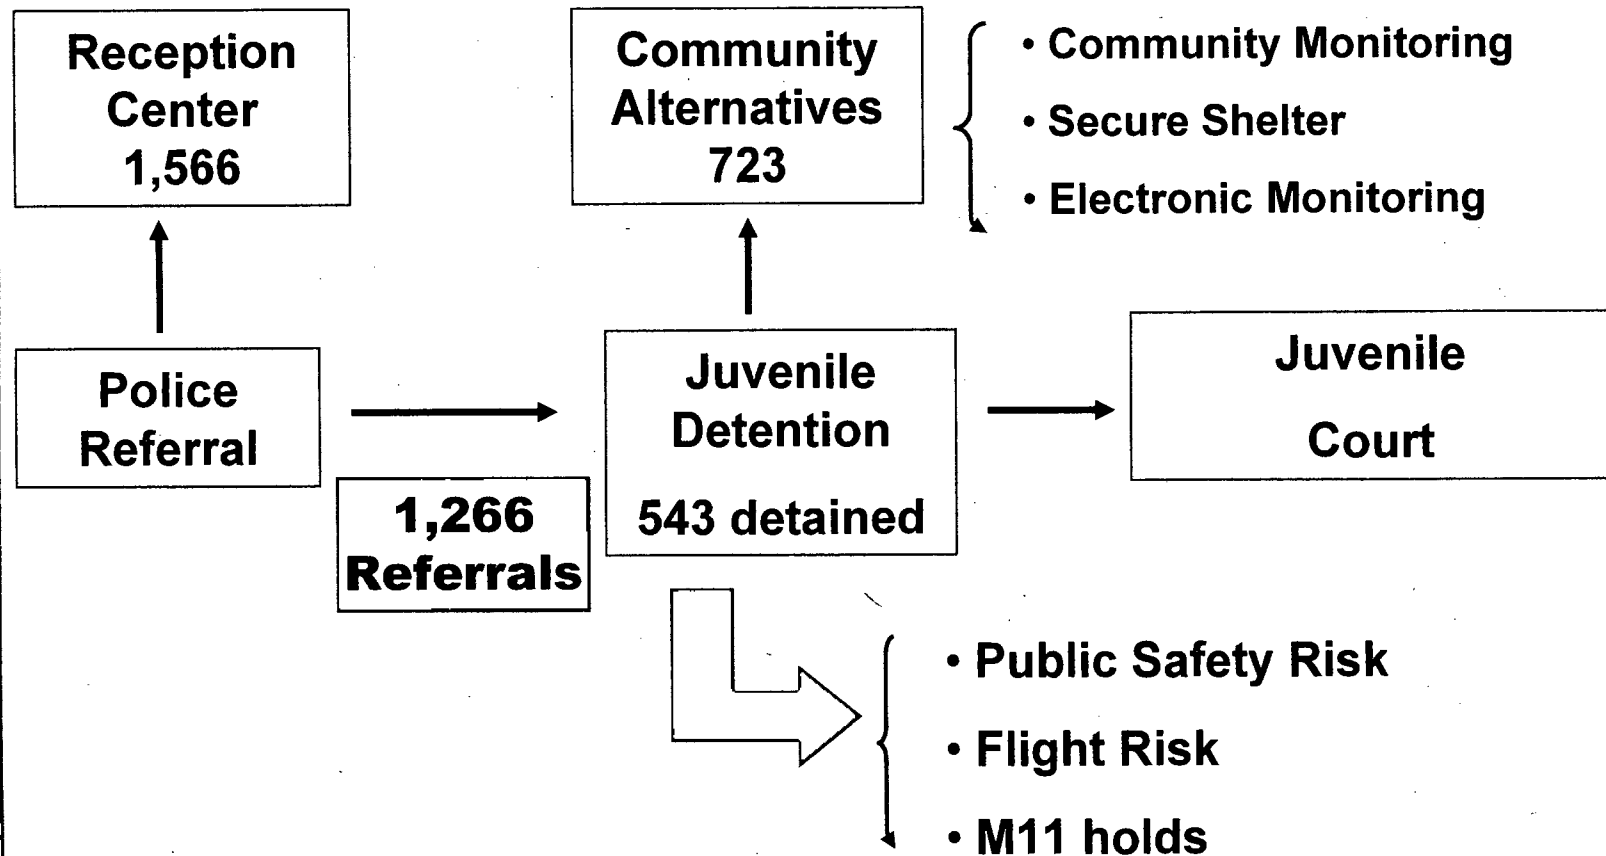 Reception
Center
1,566
Community
Alternatives
723
• Community Monitoring
• Secure Shelter
• Electronic Monitoring
Police
Referral
1,266
Referrals
Juvenile
Detention
543 detained
Juvenile
Court
• Public Safety Risk
• Flight Risk
• M11 holds